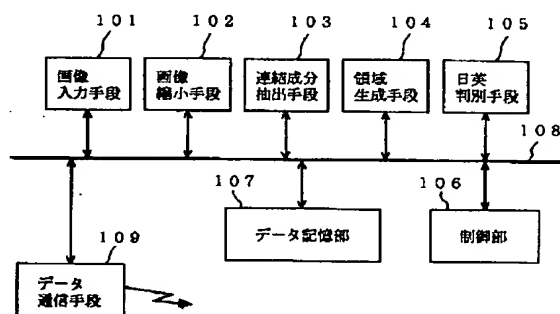 101
102
103
104
105
画像
入力手段
画像
縮小手段
連結成分
抽出手段
領域
生成手段
日英
判別手段
108
107
106
データ記憶部
制御部
109
データ
通信手段